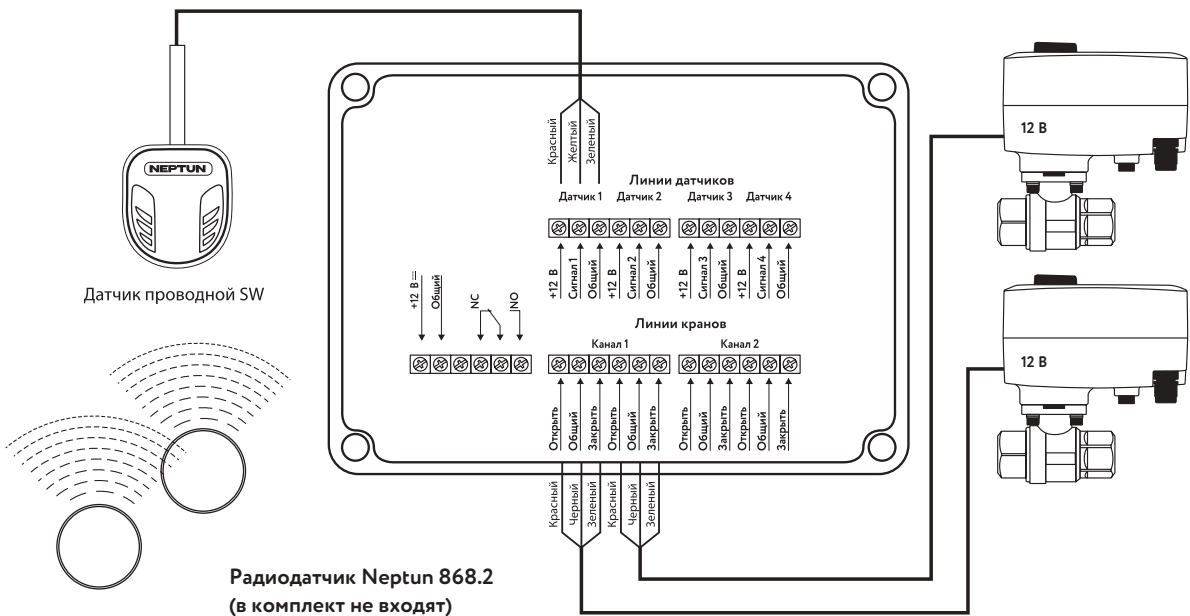 NEPTUN
Датчик проводной SW
Красный
Желтый
Зеленый
Линии датчиков
Датчик 1 Датчик 2 Датчик 3 Датчик 4
+12 В
Сигнал 1
Общий
+12 В
Сигнал 2
Общий
+12 В
Сигнал 3
Общий
+12 В
Сигнал 4
Общий
+12 В
Общий
NC
NO
Линии кранов
Канал 1 Канал 2
Открыть
Общий
Закрыть
Открыть
Общий
Закрыть
Открыть
Общий
Закрыть
Открыть
Общий
Закрыть
Красный
Черный
Зеленый
Красный
Черный
Зеленый
12 В
12 В
Радиодатчик Neptun 868.2
(в комплект не входят)